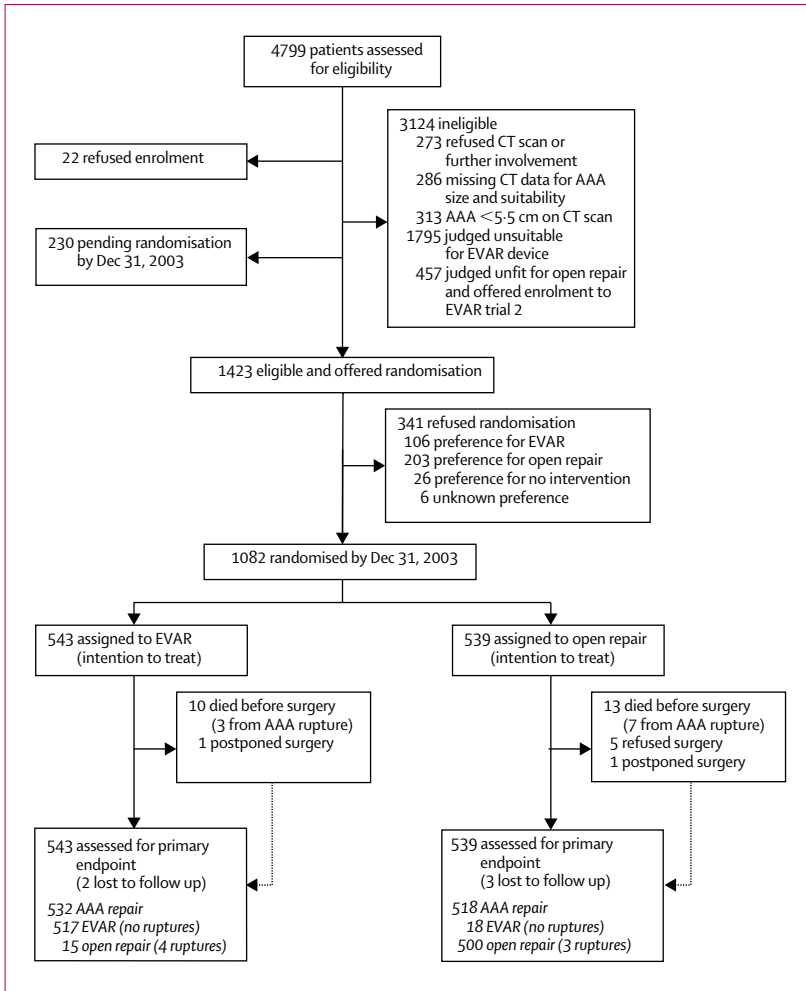 4799 patients assessed
for eligibility
22 refused enrolment
3124 ineligible
273 refused CT scan or
further involvement
286 missing CT data for AAA
size and suitability
313 AAA <5·5 cm on CT scan
1795 judged unsuitable
for EVAR device
457 judged unfit for open repair
and offered enrolment to
EVAR trial 2
230 pending randomisation
by Dec 31, 2003
1423 eligible and offered randomisation
341 refused randomisation
106 preference for EVAR
203 preference for open repair
26 preference for no intervention
6 unknown preference
1082 randomised by Dec 31, 2003
543 assigned to EVAR
(intention to treat)
539 assigned to open repair
(intention to treat)
10 died before surgery
(3 from AAA rupture)
1 postponed surgery
13 died before surgery
(7 from AAA rupture)
5 refused surgery
1 postponed surgery
543 assessed for primary
endpoint
(2 lost to follow up)
532 AAA repair
517 EVAR (no ruptures)
15 open repair (4 ruptures)
539 assessed for primary
endpoint
(3 lost to follow up)
518 AAA repair
18 EVAR (no ruptures)
500 open repair (3 ruptures)